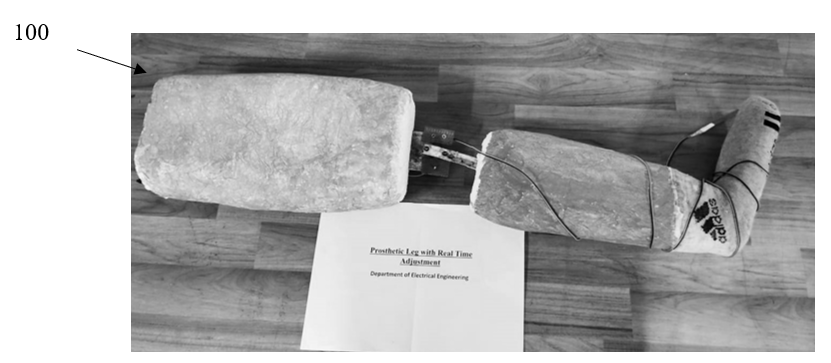 100
Prosthetic Leg with Real Time
Adjustment
Department of Electrical Engineering
adidas